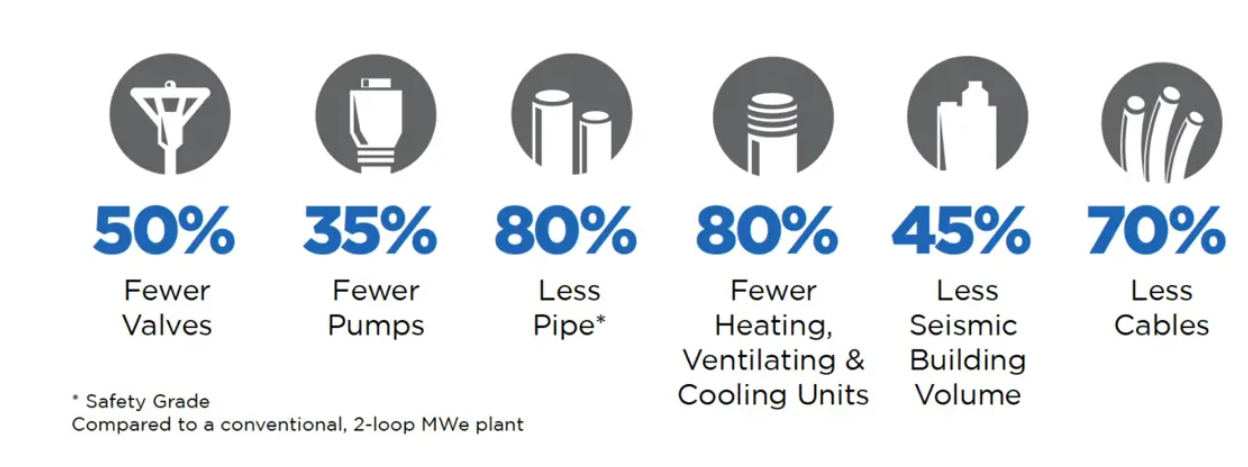 50%
Fewer
Valves
35%
Fewer
Pumps
80%
Less
Pipe*
80%
Fewer
Heating,
Ventilating &
Cooling Units
45%
Less
Seismic
Building
Volume
70%
Less
Cables
* Safety Grade
Compared to a conventional, 2-loop MWe plant